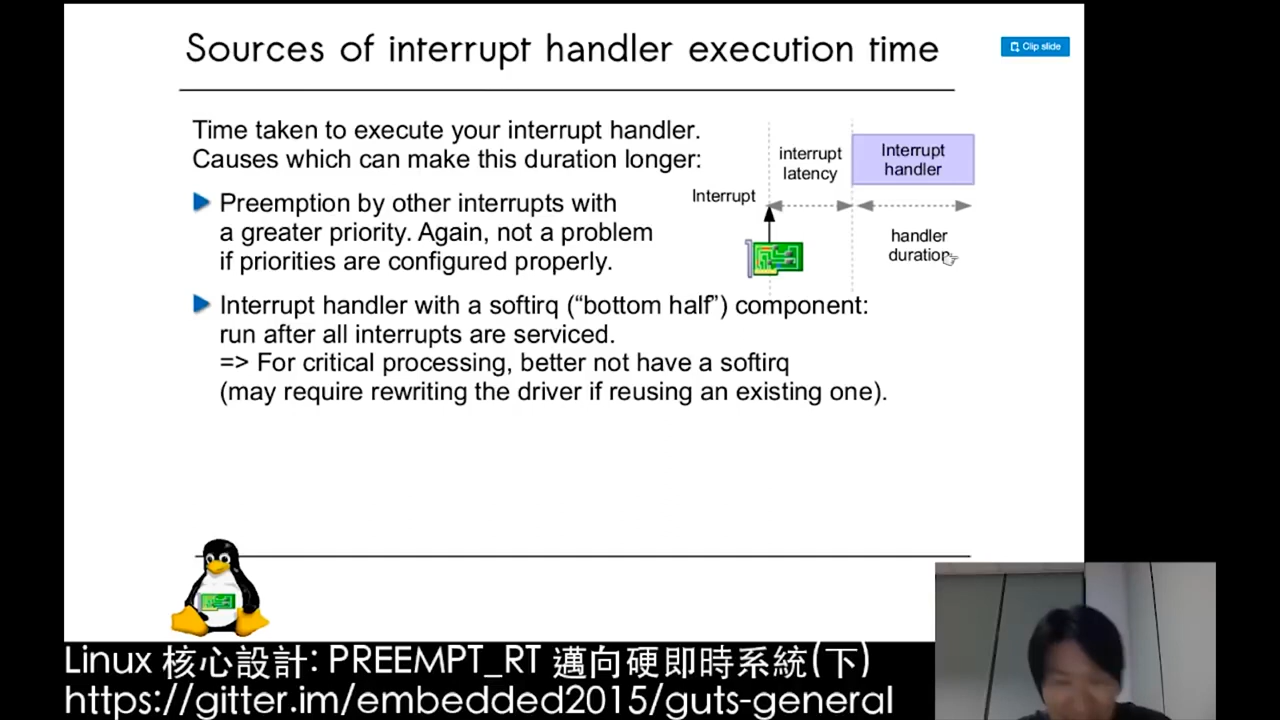 Sources of interrupt handler execution time
Clip slide
Time taken to execute your interrupt handler.
Causes which can make this duration longer:
Preemption by other interrupts with
a greater priority. Again, not a problem
if priorities are configured properly.
Interrupt handler with a softirq (“bottom half”) component:
run after all interrupts are serviced.
=> For critical processing, better not have a softirq
(may require rewriting the driver if reusing an existing one).
Interrupt
interrupt
latency
Interrupt
handler
handler
duration
Linux 核心設計: PREEMPT_RT 邁向硬即時系統(下)
https://gitter.im/embedded2015/guts-general